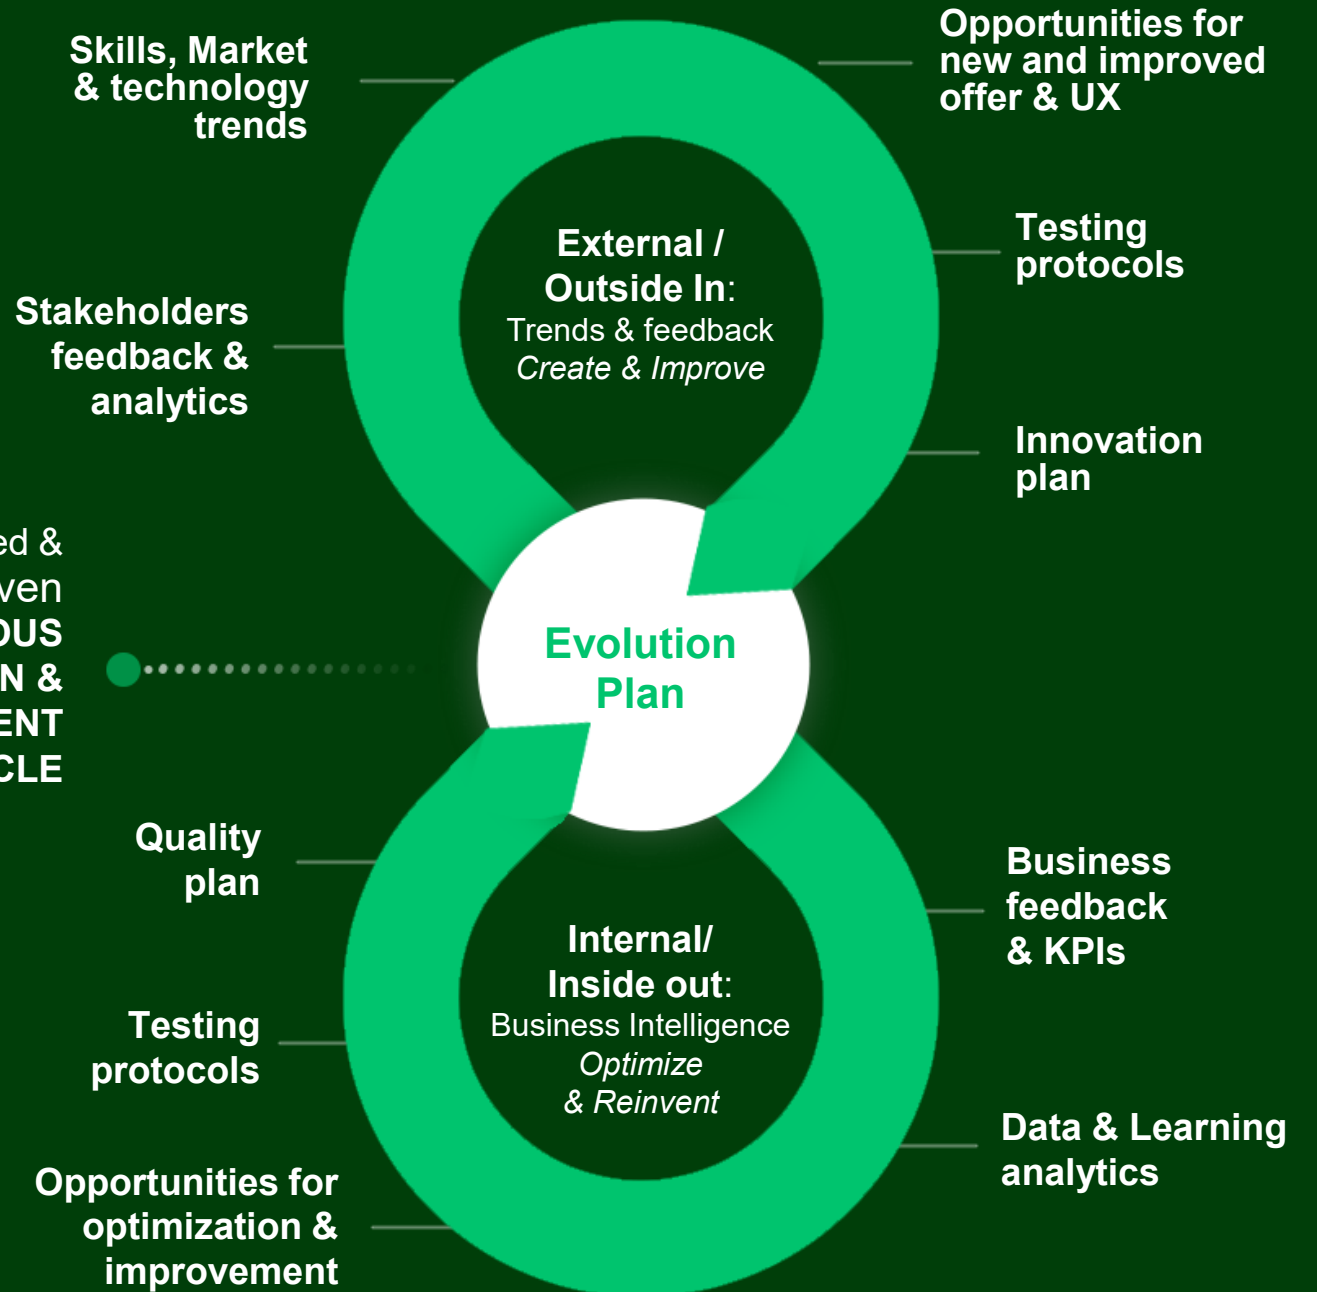 Skills, Market
& technology
trends
Opportunities for
new and improved
offer & UX
Testing
protocols
External /
Outside In:
Trends & feedback
Create & Improve
Stakeholders
feedback &
analytics
Innovation
plan
&
Evolution
Plan
&
Quality
plan
Business
feedback
& KPIs
Internal/
Inside out:
Business Intelligence
Optimize
& Reinvent
Testing
protocols
Data & Learning
analytics
Opportunities for
optimization &
improvement